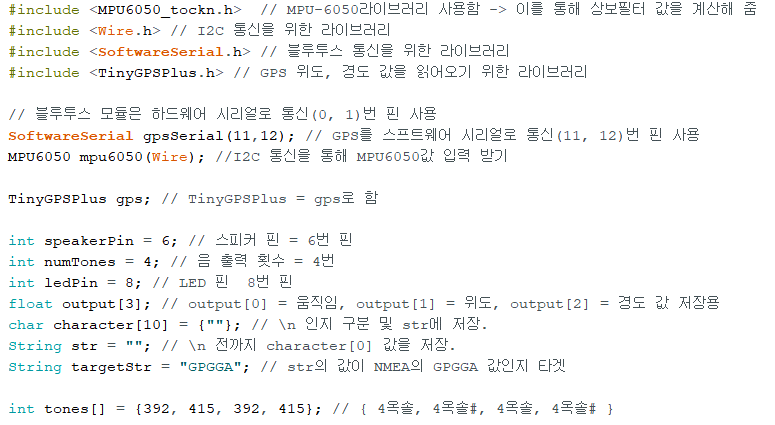 #include <MPU6050_tockn.h>  // MPU-6050라이브러리 사용함 -> 이를 통해 상보필터 값을 계산해 줌
#include <Wire.h> // I2C 통신을 위한 라이브러리
#include <SoftwareSerial.h> // 블루투스 통신을 위한 라이브러리
#include <TinyGPSPlus.h> // GPS 위도, 경도 값을 읽어오기 위한 라이브러리

// 블루투스 모듈은 하드웨어 시리얼로 통신(0, 1)번 핀 사용
SoftwareSerial gpsSerial(11,12); // GPS를 스프트웨어 시리얼로 통신(11, 12)번 핀 사용
MPU6050 mpu6050(Wire); //I2C 통신을 통해 MPU6050값 입력 받기

TinyGPSPlus gps; // TinyGPSPlus = gps로 함

int speakerPin = 6; // 스피커 핀 = 6번 핀
int numTones = 4; // 음 출력 횟수 = 4번
int ledPin = 8; // LED 핀  8번 핀
float output[3]; // output[0] = 움직임, output[1] = 위도, output[2] = 경도 값 저장용
char character[10] = {""}; // \n 인지 구분 및 str에 저장.
String str = ""; // \n 전까지 character[0] 값을 저장.
String targetStr = "GPGGA"; // str의 값이 NMEA의 GPGGA 값인지 타겟

int tones[] = {392, 415, 392, 415}; // { 4옥솔, 4옥솔#, 4옥솔, 4옥솔# }